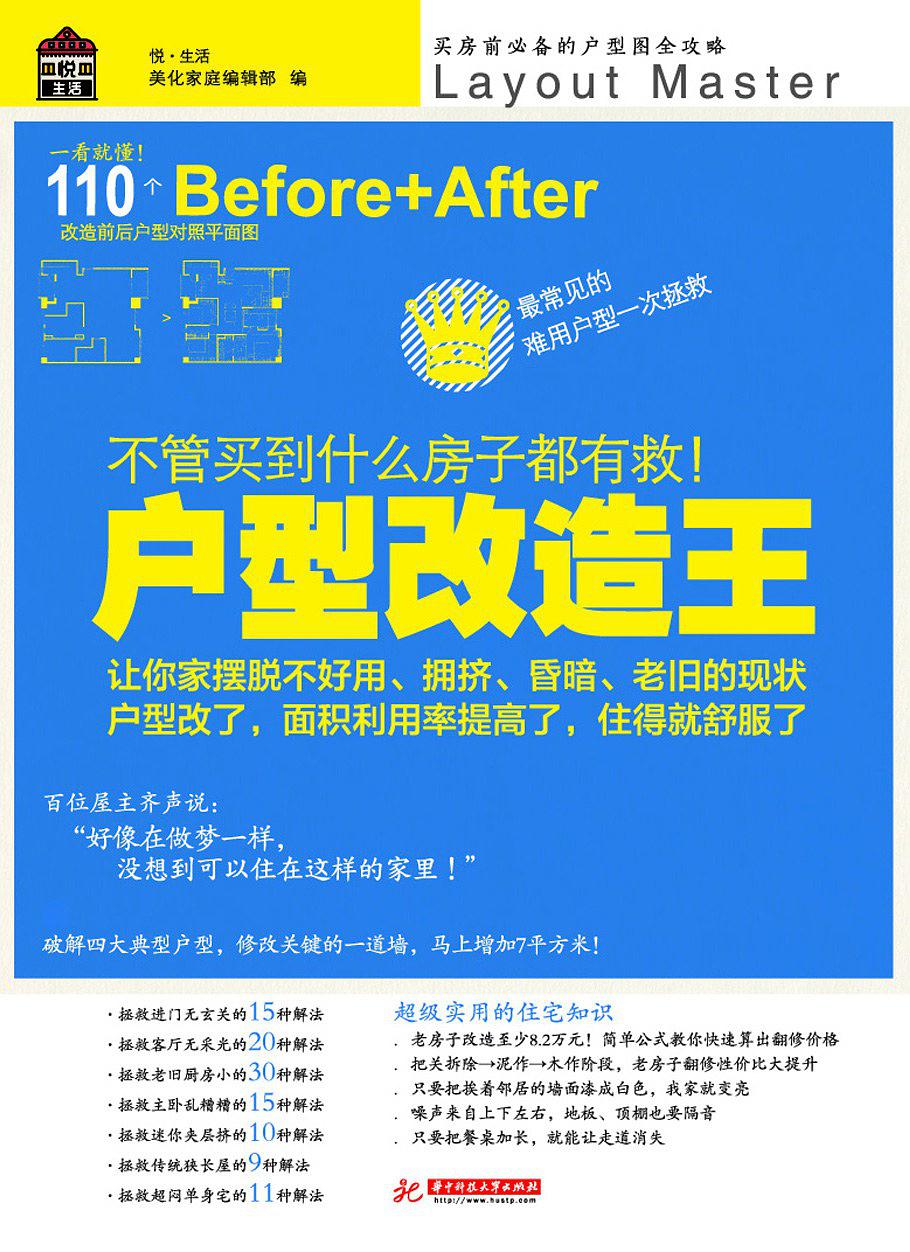 悦
生活
悦·生活
美化家庭编辑部 编
买房前必备的户型图全攻略
Layout Master
一看就懂！
110个 Before+After
改造前后户型对照平面图
>
最常见的
难用户型一次拯救
不管买到什么房子都有救！
户型改造王
让你家摆脱不好用、拥挤、昏暗、老旧的现状
户型改了，面积利用率提高了，住得就舒服了
百位屋主齐声说：
“好像在做梦一样，
没想到可以住在这样的家里！”
破解四大典型户型，修改关键的一道墙，马上增加7平方米！
·拯救进门无玄关的15种解法
·拯救客厅无采光的20种解法
·拯救老旧厨房小的30种解法
·拯救主卧乱糟糟的15种解法
·拯救迷你夹层挤的10种解法
·拯救传统狭长屋的9种解法
·拯救超闷单身宅的11种解法
超级实用的住宅知识
. 老房子改造至少8.2万元！简单公式教你快速算出翻修价格
. 把关拆除→泥作→木作阶段，老房子翻修性价比大提升
. 只要把挨着邻居的墙面漆成白色，我家就变亮
. 噪声来自上下左右，地板、顶棚也要隔音
. 只要把餐桌加长，就能让走道消失
华中科技大学出版社
http://www.hustp.com